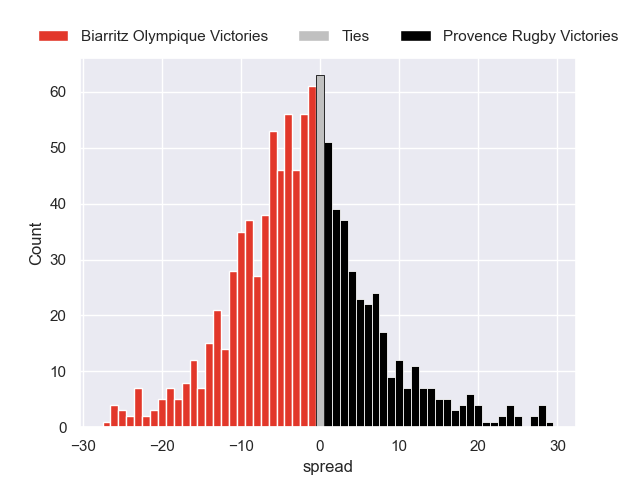 Biarritz Olympique Victories Ties Provence Rugby Victories
60
50
40
30
20
10
0
Count
−30 −20 −10 0 10 20 30
spread